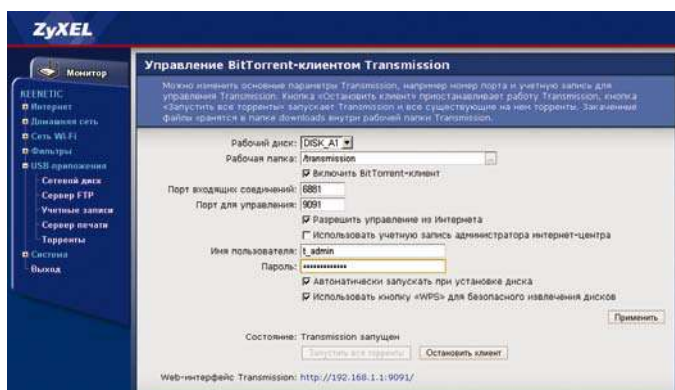 ZyXEL
Монитор
KEENETIC
Интернет
Домашняя сеть
Сеть Wi-Fi
Фильтры
USB приложения
Сетевой диск
Сервер FTP
Учетные записи
Сервер печати
Торренты
Система
Выход
Управление BitTorrent-клиентом Transmission
Можно изменить основные параметры Transmission, например номер порта и учетную запись для
управления Transmission. Кнопка «Остановить клиент» приостанавливает работу Transmission, кнопка
«Запустить все торренты» запускает Transmission и все существующие на нем торренты. Закаченные
файлы хранятся в папке downloads внутри рабочей папки Transmission.
Рабочий диск: DISK_A1
Рабочая папка: /transmission ...
Включить BitTorrent-клиент
Порт входящих соединений: 6881
Порт для управления: 9091
Разрешить управление из Интернета
Использовать учетную запись администратора интернет-центра
Имя пользователя: t_admin
Пароль: •••••••••••••
Автоматически запускать при установке диска
Использовать кнопку «WPS» для безопасного извлечения дисков
Применить
Состояние: Transmission запущен
Запустить все торренты Остановить клиент
Web-интерфейс Transmission: http://192.168.1.1:9091/